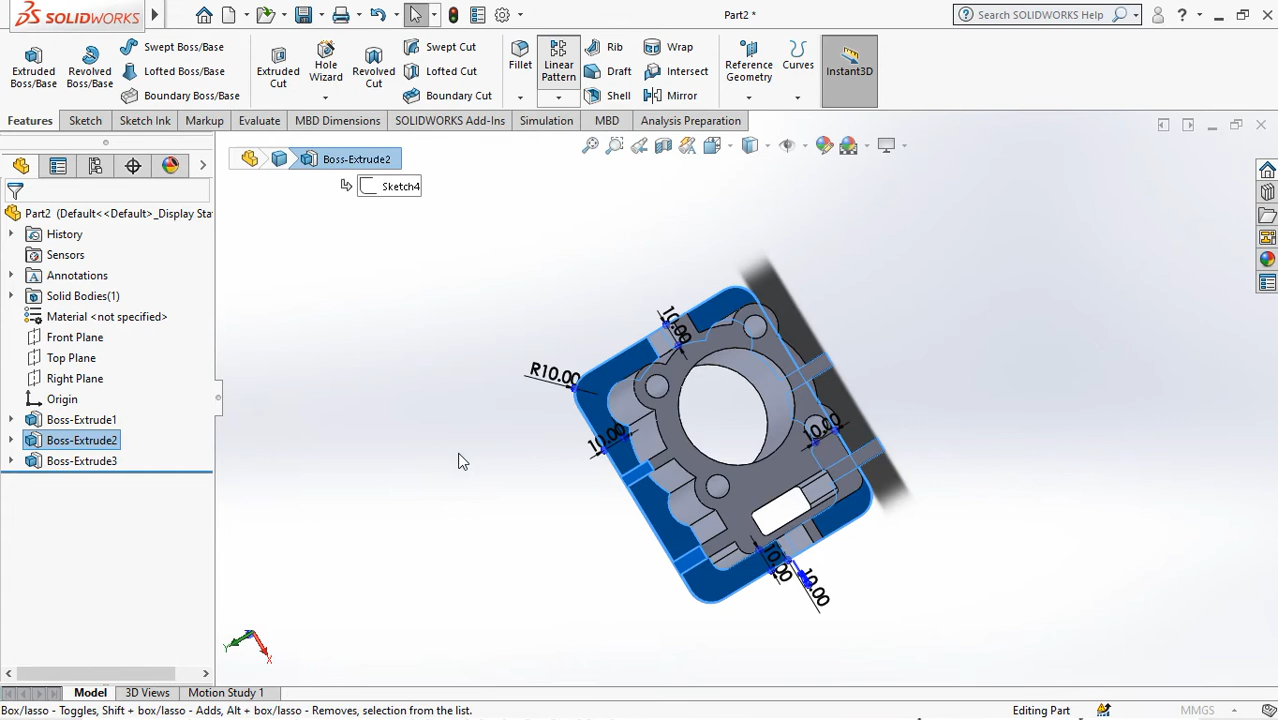 SOLIDWORKS
Part2 *
Search SOLIDWORKS Help
Extruded Boss/Base
Revolved Boss/Base
Swept Boss/Base
Lofted Boss/Base
Boundary Boss/Base
Extruded Cut
Hole Wizard
Revolved Cut
Swept Cut
Lofted Cut
Boundary Cut
Fillet
Linear Pattern
Rib
Draft
Shell
Wrap
Intersect
Mirror
Reference Geometry
Curves
Instant3D
Features
Sketch
Sketch Ink
Markup
Evaluate
MBD Dimensions
SOLIDWORKS Add-Ins
Simulation
MBD
Analysis Preparation
Boss-Extrude2
Sketch4
Part2 (Default<<Default>_Display Sta
History
Sensors
Annotations
Solid Bodies(1)
Material <not specified>
Front Plane
Top Plane
Right Plane
Origin
Boss-Extrude1
Boss-Extrude2
Boss-Extrude3
10.00
R10.00
10.00
10.00
10.00
10.00
Y
X
Model
3D Views
Motion Study 1
Box/lasso - Toggles, Shift + box/lasso - Adds, Alt + box/lasso - Removes, selection from the list.
Editing Part
MMGS